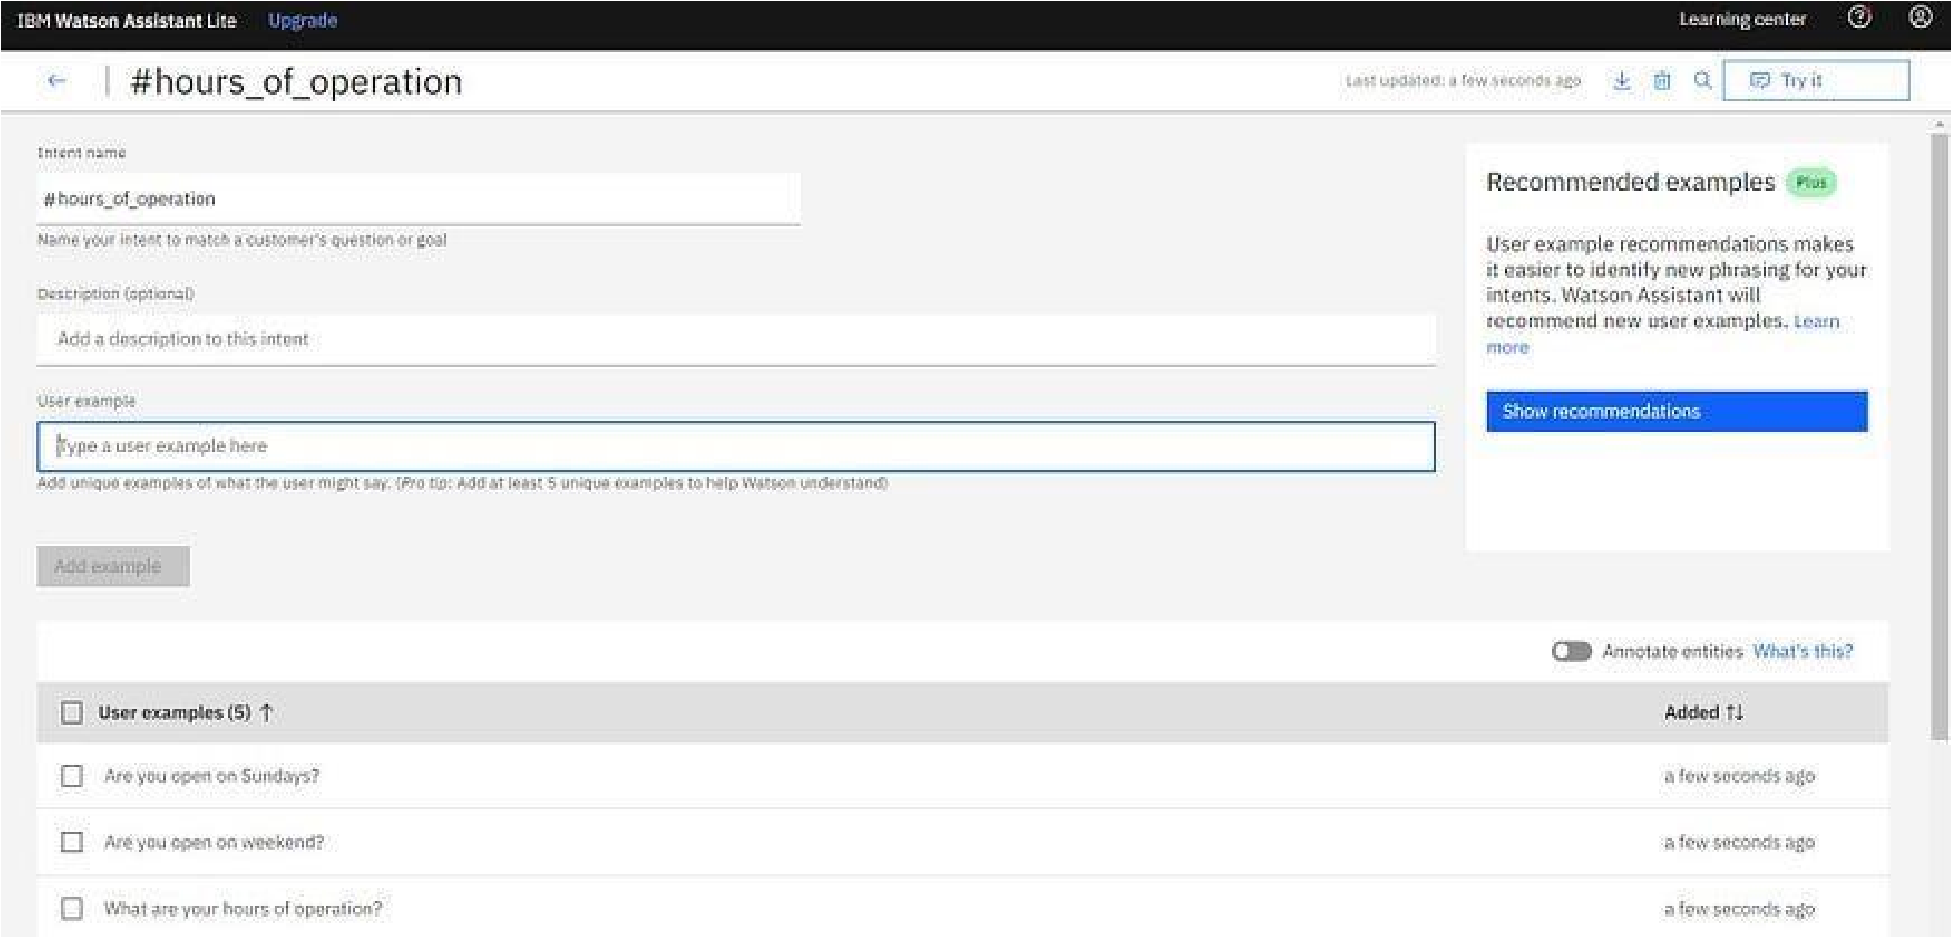 IBM Watson Assistant Lite Upgrade Learning center
#hours_of_operation Last updated: a few seconds ago Try it
Intent name
#hours_of_operation
Name your intent to match a customer's question or goal
Description (optional)
Add a description to this intent
User example
Type a user example here
Add unique examples of what the user might say. (Pro tip: Add at least 5 unique examples to help Watson understand)
Add example
Recommended examples Plus
User example recommendations makes
it easier to identify new phrasing for your
intents. Watson Assistant will
recommend new user examples. Learn
more
Show recommendations
Annotate entities What's this?
User examples (5) ↑ Added ↑↓
Are you open on Sundays? a few seconds ago
Are you open on weekend? a few seconds ago
What are your hours of operation? a few seconds ago